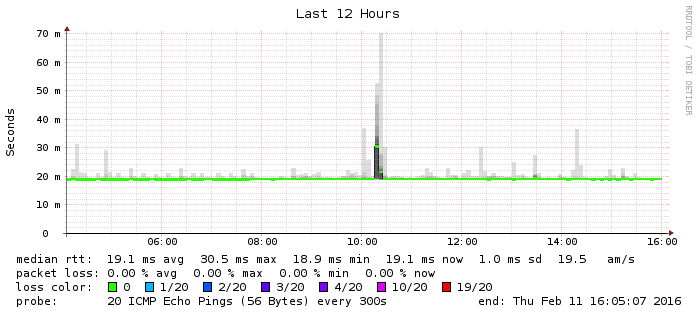 Last 12 Hours
RRDTOOL / TOBI OETIKER
Seconds
70 m
60 m
50 m
40 m
30 m
20 m
10 m
0
06:00 08:00 10:00 12:00 14:00 16:00
median rtt: 19.1 ms avg 30.5 ms max 18.9 ms min 19.1 ms now 1.0 ms sd 19.5 am/s
packet loss: 0.00 % avg 0.00 % max 0.00 % min 0.00 % now
loss color: 0 1/20 2/20 3/20 4/20 10/20 19/20
probe: 20 ICMP Echo Pings (56 Bytes) every 300s end: Thu Feb 11 16:05:07 2016